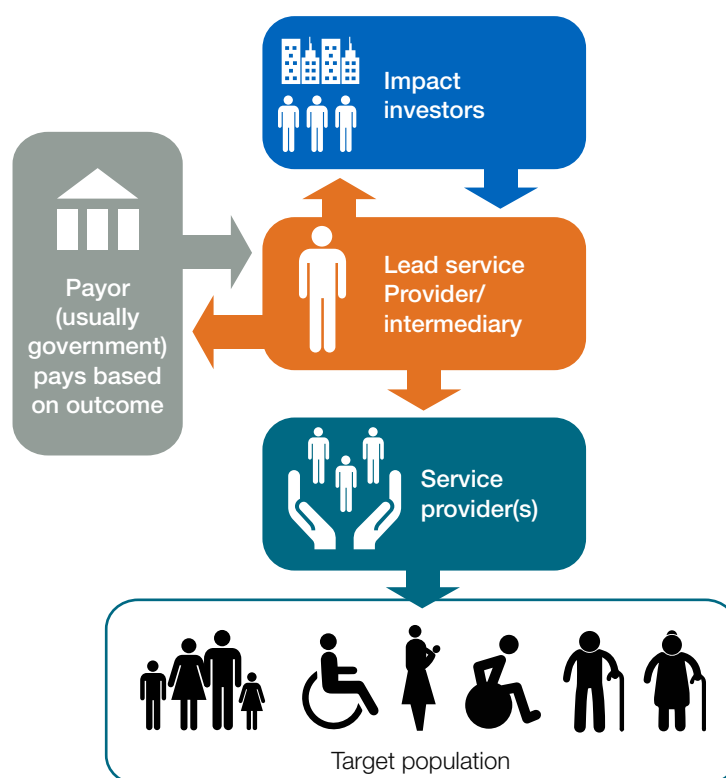 Impact
investors
Payor
(usually
government)
pays based
on outcome
Lead service
Provider/
intermediary
Service
provider(s)
Target population